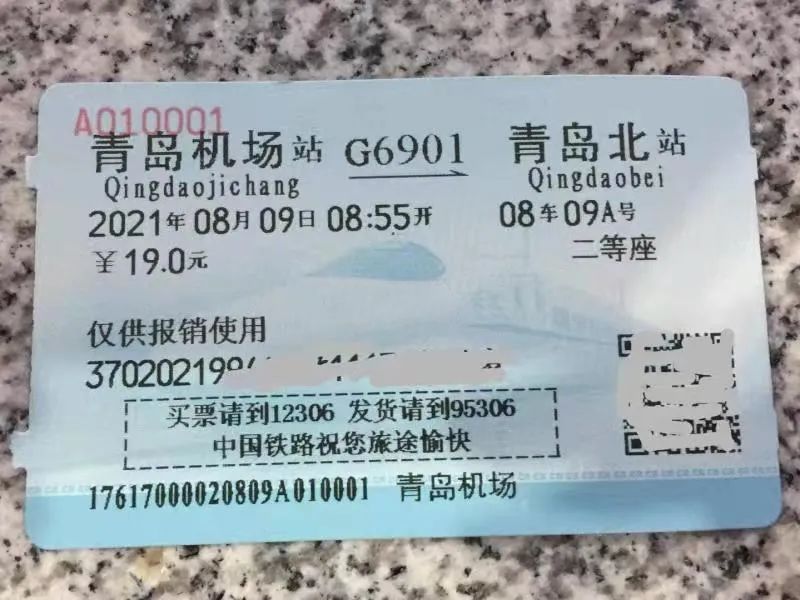 A010001
青岛机场站 G6901 青岛北站
Qingdaojichang Qingdaobei
2021年08月09日 08:55开 08车09A号
￥19.0元 二等座
仅供报销使用
370202199
买票请到12306 发货请到95306
中国铁路祝您旅途愉快
17617000020809A010001 青岛机场